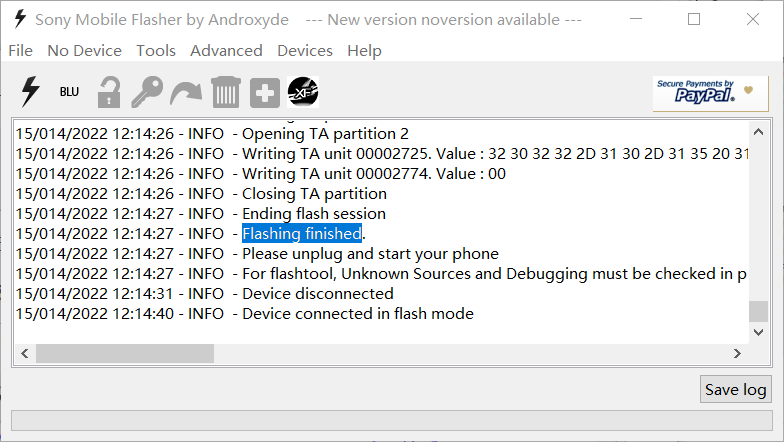 Sony Mobile Flasher by Androxyde --- New version noversion available ---
File No Device Tools Advanced Devices Help
BLU
XF
Secure Payments by
PayPal
15/014/2022 12:14:26 - INFO - Opening TA partition 2
15/014/2022 12:14:26 - INFO - Writing TA unit 00002725. Value : 32 30 32 32 2D 31 30 2D 31 35 20 31
15/014/2022 12:14:26 - INFO - Writing TA unit 00002774. Value : 00
15/014/2022 12:14:26 - INFO - Closing TA partition
15/014/2022 12:14:27 - INFO - Ending flash session
15/014/2022 12:14:27 - INFO - Flashing finished.
15/014/2022 12:14:27 - INFO - Please unplug and start your phone
15/014/2022 12:14:27 - INFO - For flashtool, Unknown Sources and Debugging must be checked in p
15/014/2022 12:14:31 - INFO - Device disconnected
15/014/2022 12:14:40 - INFO - Device connected in flash mode
Save log